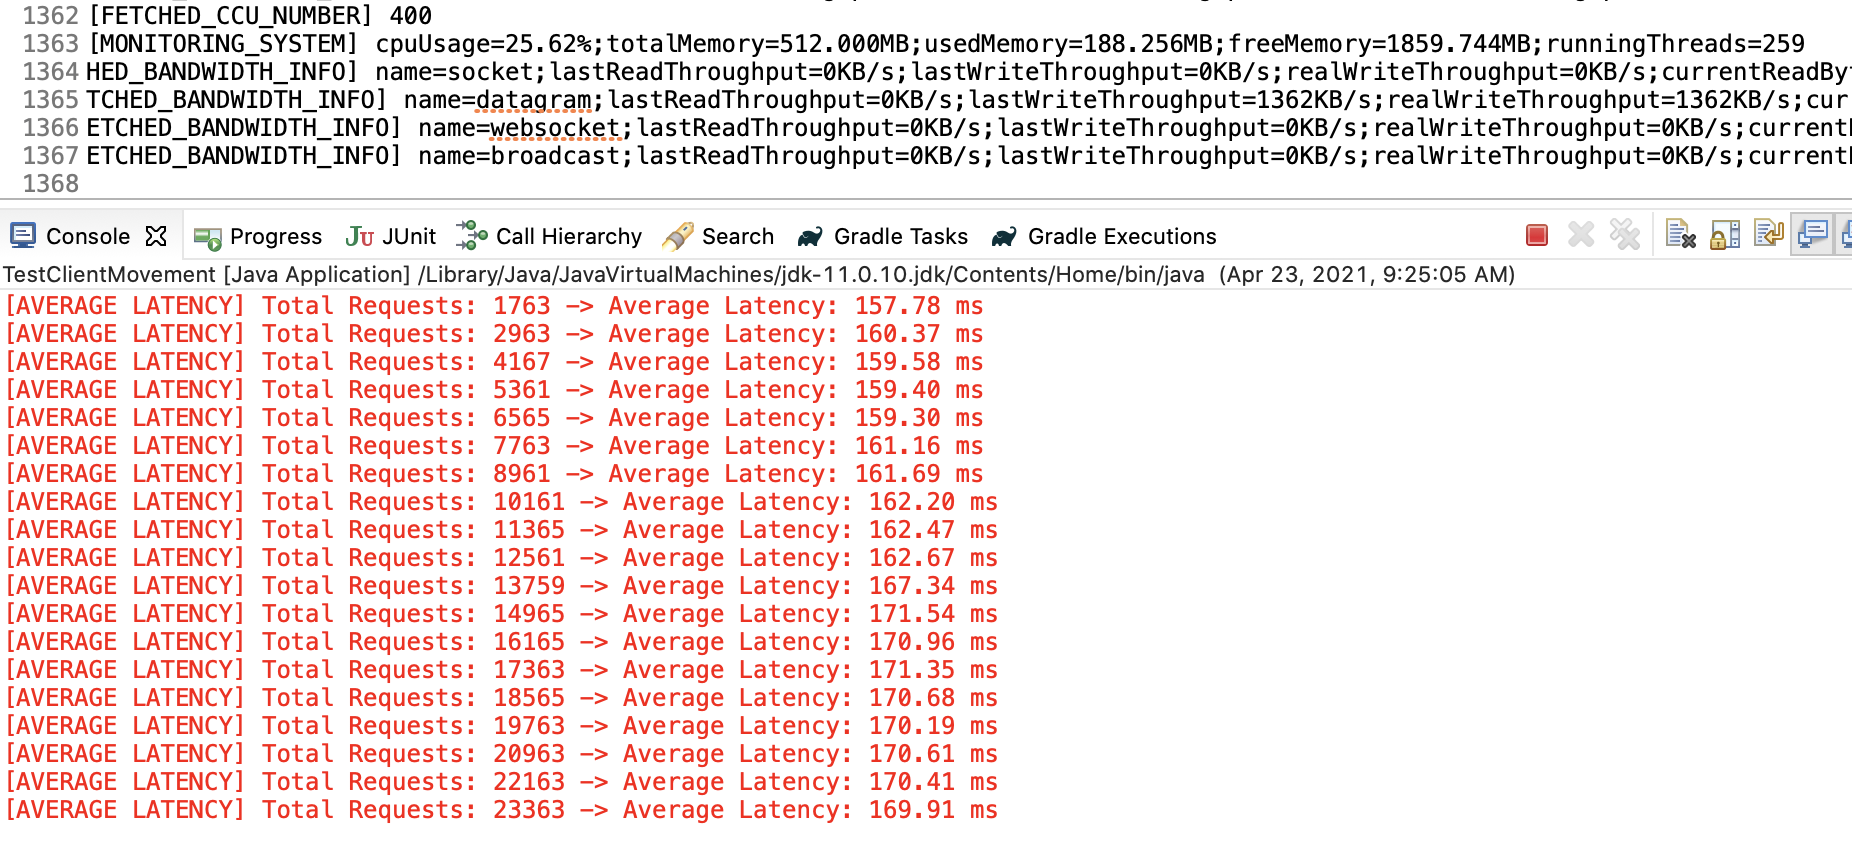 1362 [FETCHED_CCU_NUMBER] 400
1363 [MONITORING_SYSTEM] cpuUsage=25.62%;totalMemory=512.000MB;usedMemory=188.256MB;freeMemory=1859.744MB;runningThreads=259
1364 HED_BANDWIDTH_INFO] name=socket;lastReadThroughput=0KB/s;lastWriteThroughput=0KB/s;realWriteThroughput=0KB/s;currentReadByt
1365 TCHED_BANDWIDTH_INFO] name=datagram;lastReadThroughput=0KB/s;lastWriteThroughput=1362KB/s;realWriteThroughput=1362KB/s;cur
1366 ETCHED_BANDWIDTH_INFO] name=websocket;lastReadThroughput=0KB/s;lastWriteThroughput=0KB/s;realWriteThroughput=0KB/s;current
1367 ETCHED_BANDWIDTH_INFO] name=broadcast;lastReadThroughput=0KB/s;lastWriteThroughput=0KB/s;realWriteThroughput=0KB/s;current
1368
Console Progress JUnit Call Hierarchy Search Gradle Tasks Gradle Executions
TestClientMovement [Java Application] /Library/Java/JavaVirtualMachines/jdk-11.0.10.jdk/Contents/Home/bin/java (Apr 23, 2021, 9:25:05 AM)
[AVERAGE LATENCY] Total Requests: 1763 -> Average Latency: 157.78 ms
[AVERAGE LATENCY] Total Requests: 2963 -> Average Latency: 160.37 ms
[AVERAGE LATENCY] Total Requests: 4167 -> Average Latency: 159.58 ms
[AVERAGE LATENCY] Total Requests: 5361 -> Average Latency: 159.40 ms
[AVERAGE LATENCY] Total Requests: 6565 -> Average Latency: 159.30 ms
[AVERAGE LATENCY] Total Requests: 7763 -> Average Latency: 161.16 ms
[AVERAGE LATENCY] Total Requests: 8961 -> Average Latency: 161.69 ms
[AVERAGE LATENCY] Total Requests: 10161 -> Average Latency: 162.20 ms
[AVERAGE LATENCY] Total Requests: 11365 -> Average Latency: 162.47 ms
[AVERAGE LATENCY] Total Requests: 12561 -> Average Latency: 162.67 ms
[AVERAGE LATENCY] Total Requests: 13759 -> Average Latency: 167.34 ms
[AVERAGE LATENCY] Total Requests: 14965 -> Average Latency: 171.54 ms
[AVERAGE LATENCY] Total Requests: 16165 -> Average Latency: 170.96 ms
[AVERAGE LATENCY] Total Requests: 17363 -> Average Latency: 171.35 ms
[AVERAGE LATENCY] Total Requests: 18565 -> Average Latency: 170.68 ms
[AVERAGE LATENCY] Total Requests: 19763 -> Average Latency: 170.19 ms
[AVERAGE LATENCY] Total Requests: 20963 -> Average Latency: 170.61 ms
[AVERAGE LATENCY] Total Requests: 22163 -> Average Latency: 170.41 ms
[AVERAGE LATENCY] Total Requests: 23363 -> Average Latency: 169.91 ms